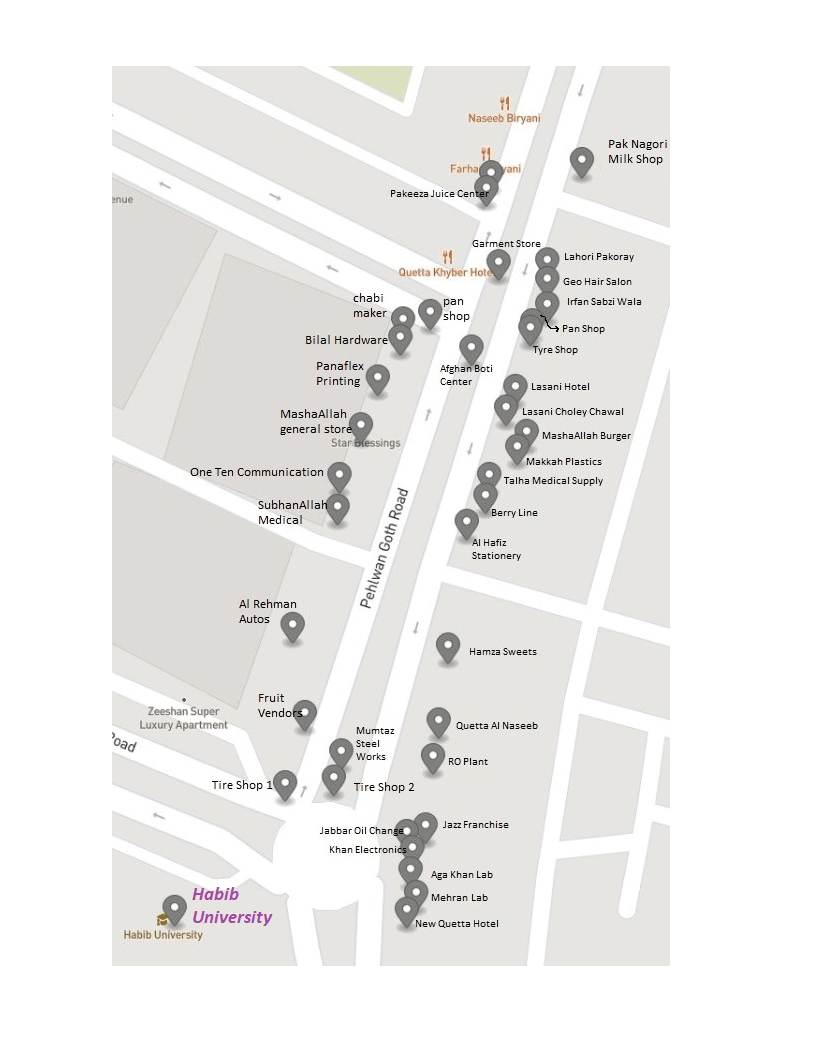 Naseeb Biryani
Pak Nagori
Milk Shop
Farha
yani
Pakeeza Juice Center
enue
Garment Store
Lahori Pakoray
Quetta Khyber Hote
Geo Hair Salon
chabi
maker
pan
shop
Irfan Sabzi Wala
Pan Shop
Bilal Hardware
Tyre Shop
Panaflex
Printing
Afghan Boti
Center
Lasani Hotel
MashaAllah
general store
Lasani Choley Chawal
Star Blessings
MashaAllah Burger
Makkah Plastics
One Ten Communication
Talha Medical Supply
SubhanAllah
Medical
Berry Line
Al Hafiz
Stationery
Pehlwan Goth Road
Al Rehman
Autos
Hamza Sweets
Fruit
Vendors
Zeeshan Super
Luxury Apartment
Quetta Al Naseeb
Road
Mumtaz
Steel
Works
RO Plant
Tire Shop 1
Tire Shop 2
Jabbar Oil Change
Jazz Franchise
Khan Electronics
Aga Khan Lab
Mehran Lab
Habib
University
New Quetta Hotel
Habib University